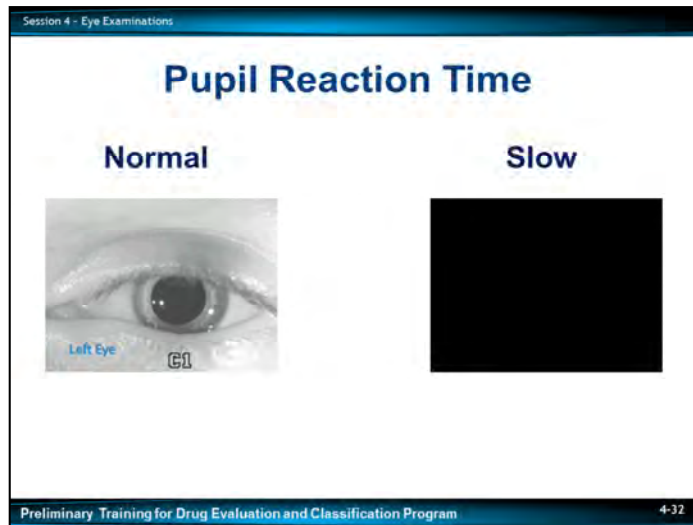 Session 4 - Eye Examinations
Pupil Reaction Time
Normal
Slow
Left Eye
C1
Preliminary Training for Drug Evaluation and Classification Program
4-32